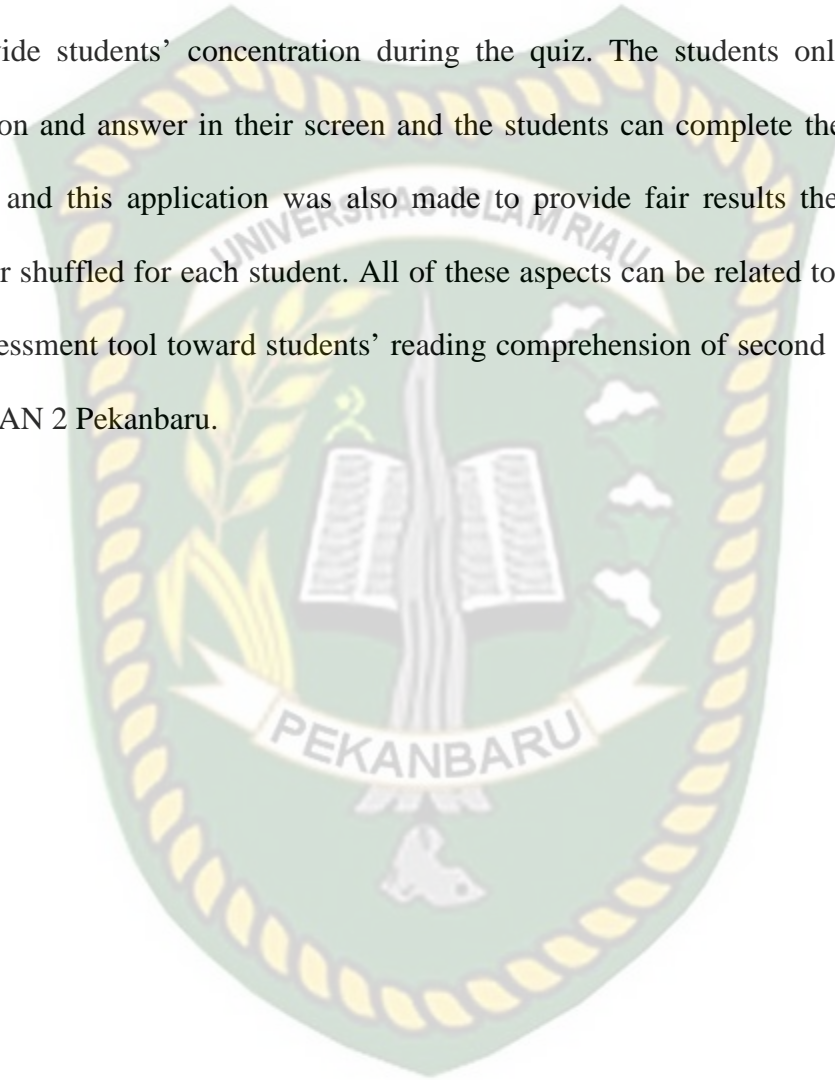 vide students’ concentration during the quiz. The students onl
on and answer in their screen and the students can complete the
and this application was also made to provide fair results the
r shuffled for each student. All of these aspects can be related to
essment tool toward students’ reading comprehension of second
AN 2 Pekanbaru.
UNIVERSITAS ISLAM RIAU
PEKANBARU